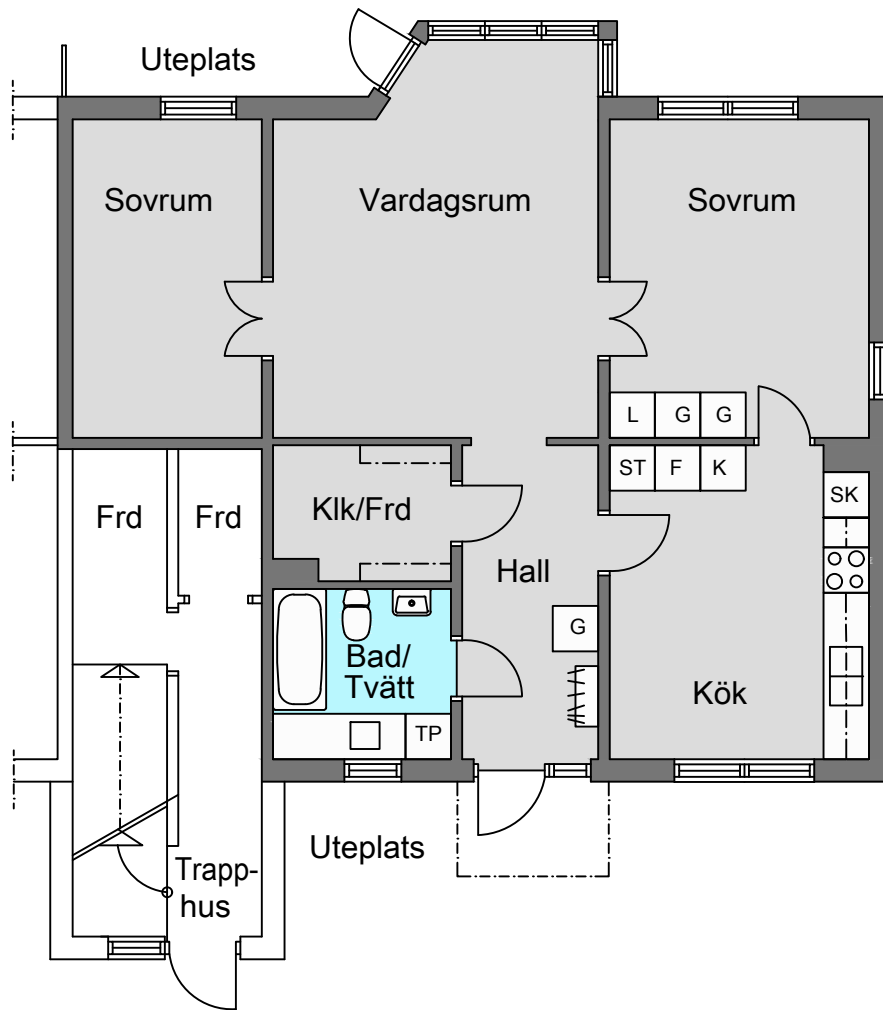 Uteplats
Sovrum
Vardagsrum
Sovrum
L
G
G
ST
F
K
SK
Frd
Frd
Klk/Frd
Hall
G
Bad/
Tvätt
TP
Kök
Uteplats
Trapp-
hus